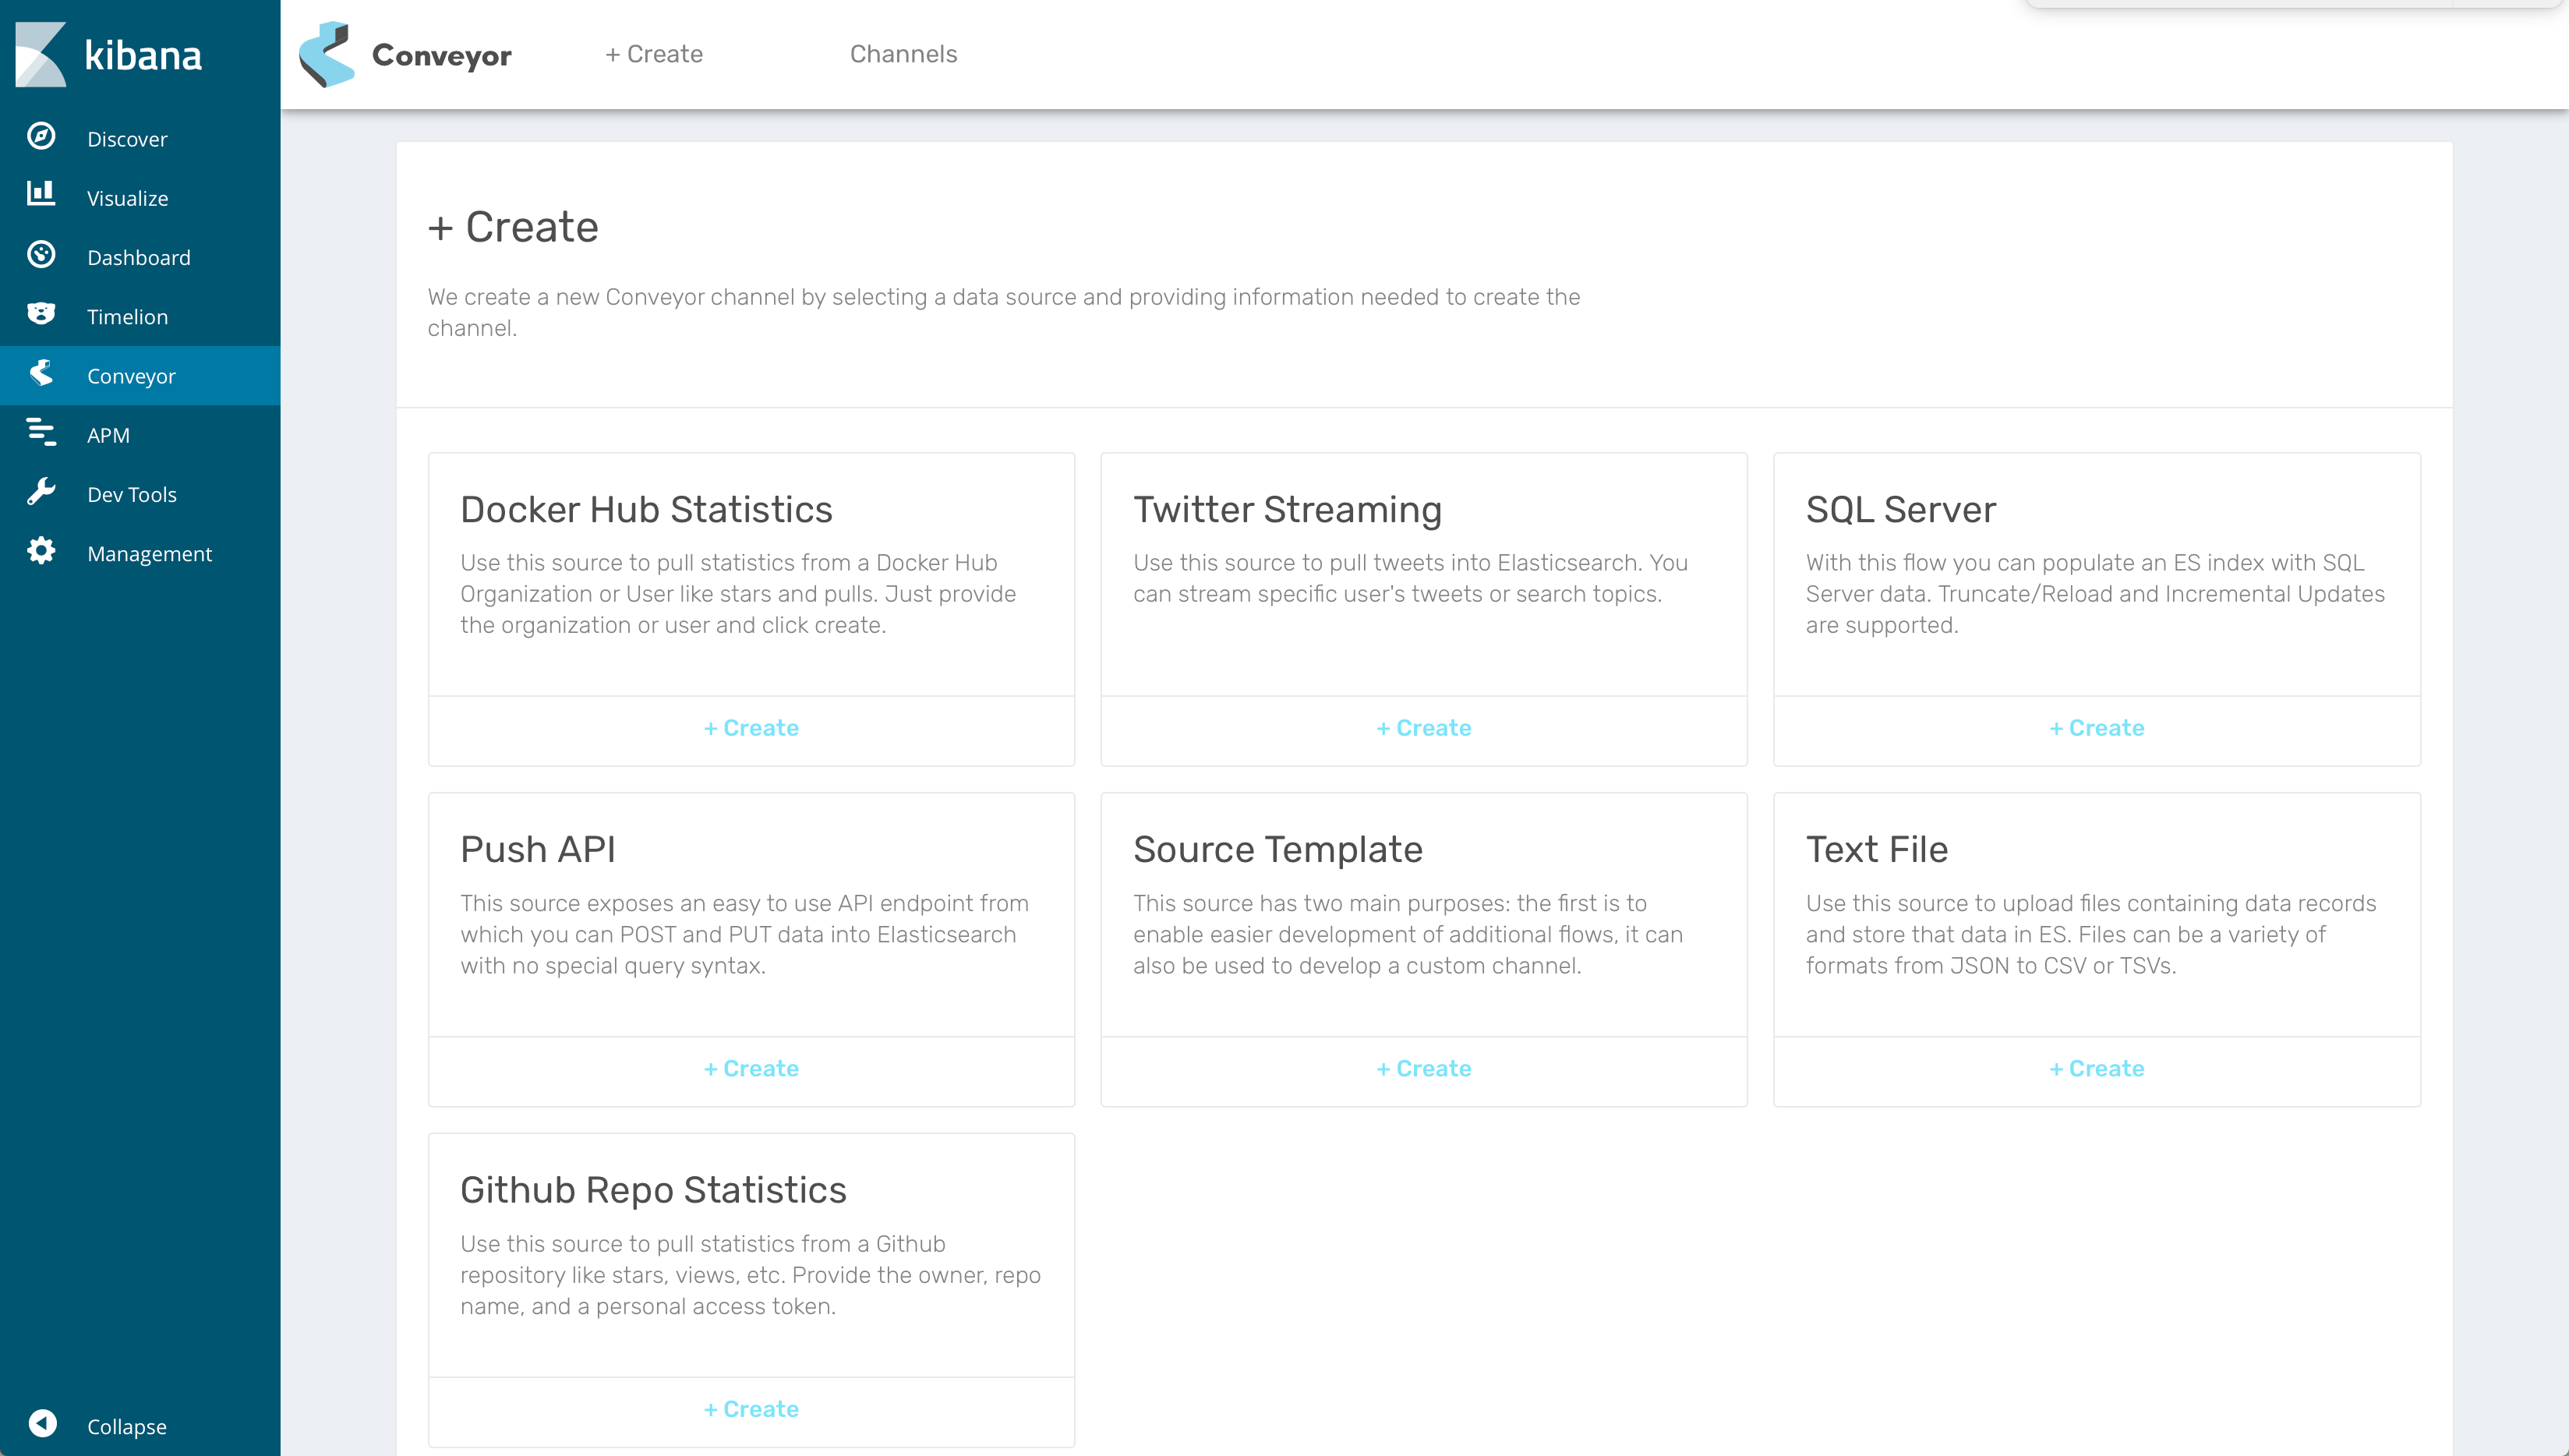 kibana
Discover
Visualize
Dashboard
Timelion
Conveyor
APM
Dev Tools
Management
Collapse
Conveyor
+ Create
Channels
+ Create
We create a new Conveyor channel by selecting a data source and providing information needed to create the
channel.
Docker Hub Statistics
Use this source to pull statistics from a Docker Hub
Organization or User like stars and pulls. Just provide
the organization or user and click create.
+ Create
Twitter Streaming
Use this source to pull tweets into Elasticsearch. You
can stream specific user's tweets or search topics.
+ Create
SQL Server
With this flow you can populate an ES index with SQL
Server data. Truncate/Reload and Incremental Updates
are supported.
+ Create
Push API
This source exposes an easy to use API endpoint from
which you can POST and PUT data into Elasticsearch
with no special query syntax.
+ Create
Source Template
This source has two main purposes: the first is to
enable easier development of additional flows, it can
also be used to develop a custom channel.
+ Create
Text File
Use this source to upload files containing data records
and store that data in ES. Files can be a variety of
formats from JSON to CSV or TSVs.
+ Create
Github Repo Statistics
Use this source to pull statistics from a Github
repository like stars, views, etc. Provide the owner, repo
name, and a personal access token.
+ Create